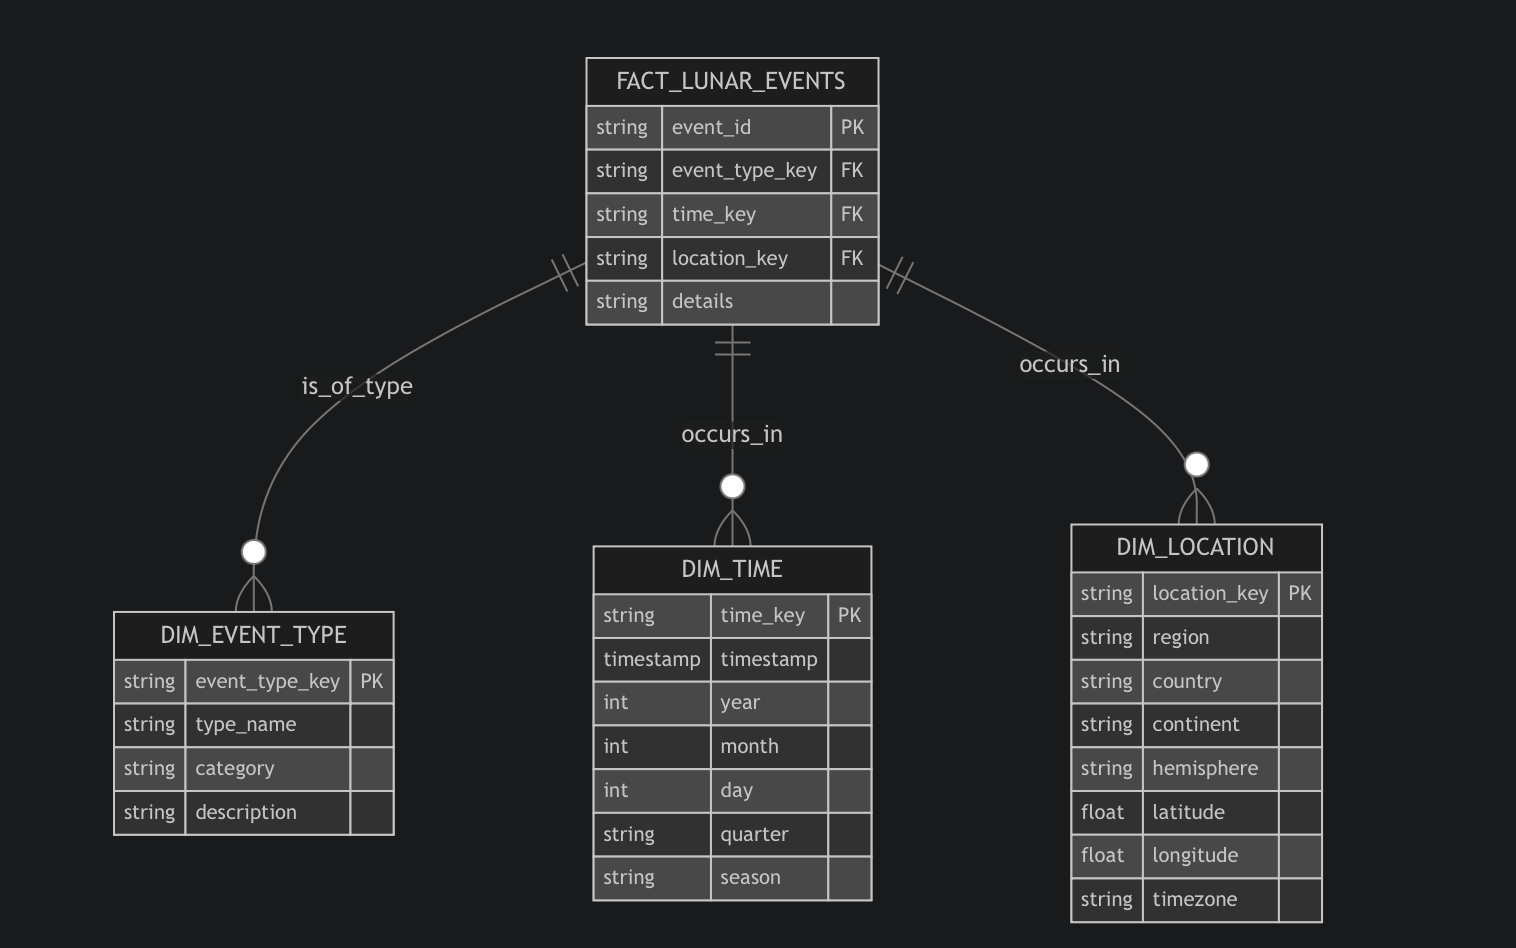 FACT_LUNAR_EVENTS
string event_id PK
string event_type_key FK
string time_key FK
string location_key FK
string details
is_of_type
occurs_in
occurs_in
DIM_EVENT_TYPE
string event_type_key PK
string type_name
string category
string description
DIM_TIME
string time_key PK
timestamp timestamp
int year
int month
int day
string quarter
string season
DIM_LOCATION
string location_key PK
string region
string country
string continent
string hemisphere
float latitude
float longitude
string timezone